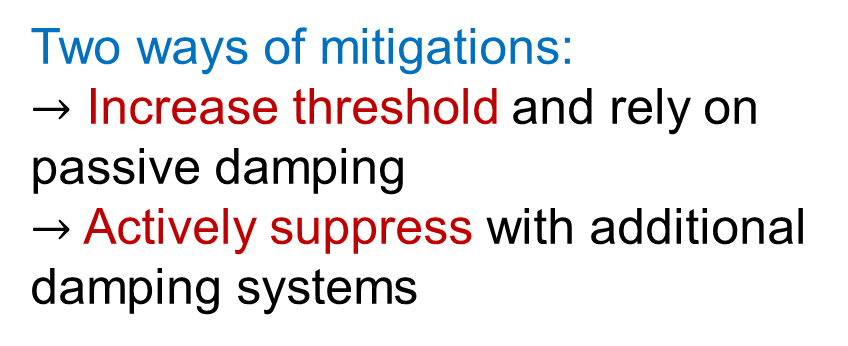 Two ways of mitigations:
→ Increase threshold and rely on
passive damping
→ Actively suppress with additional
damping systems